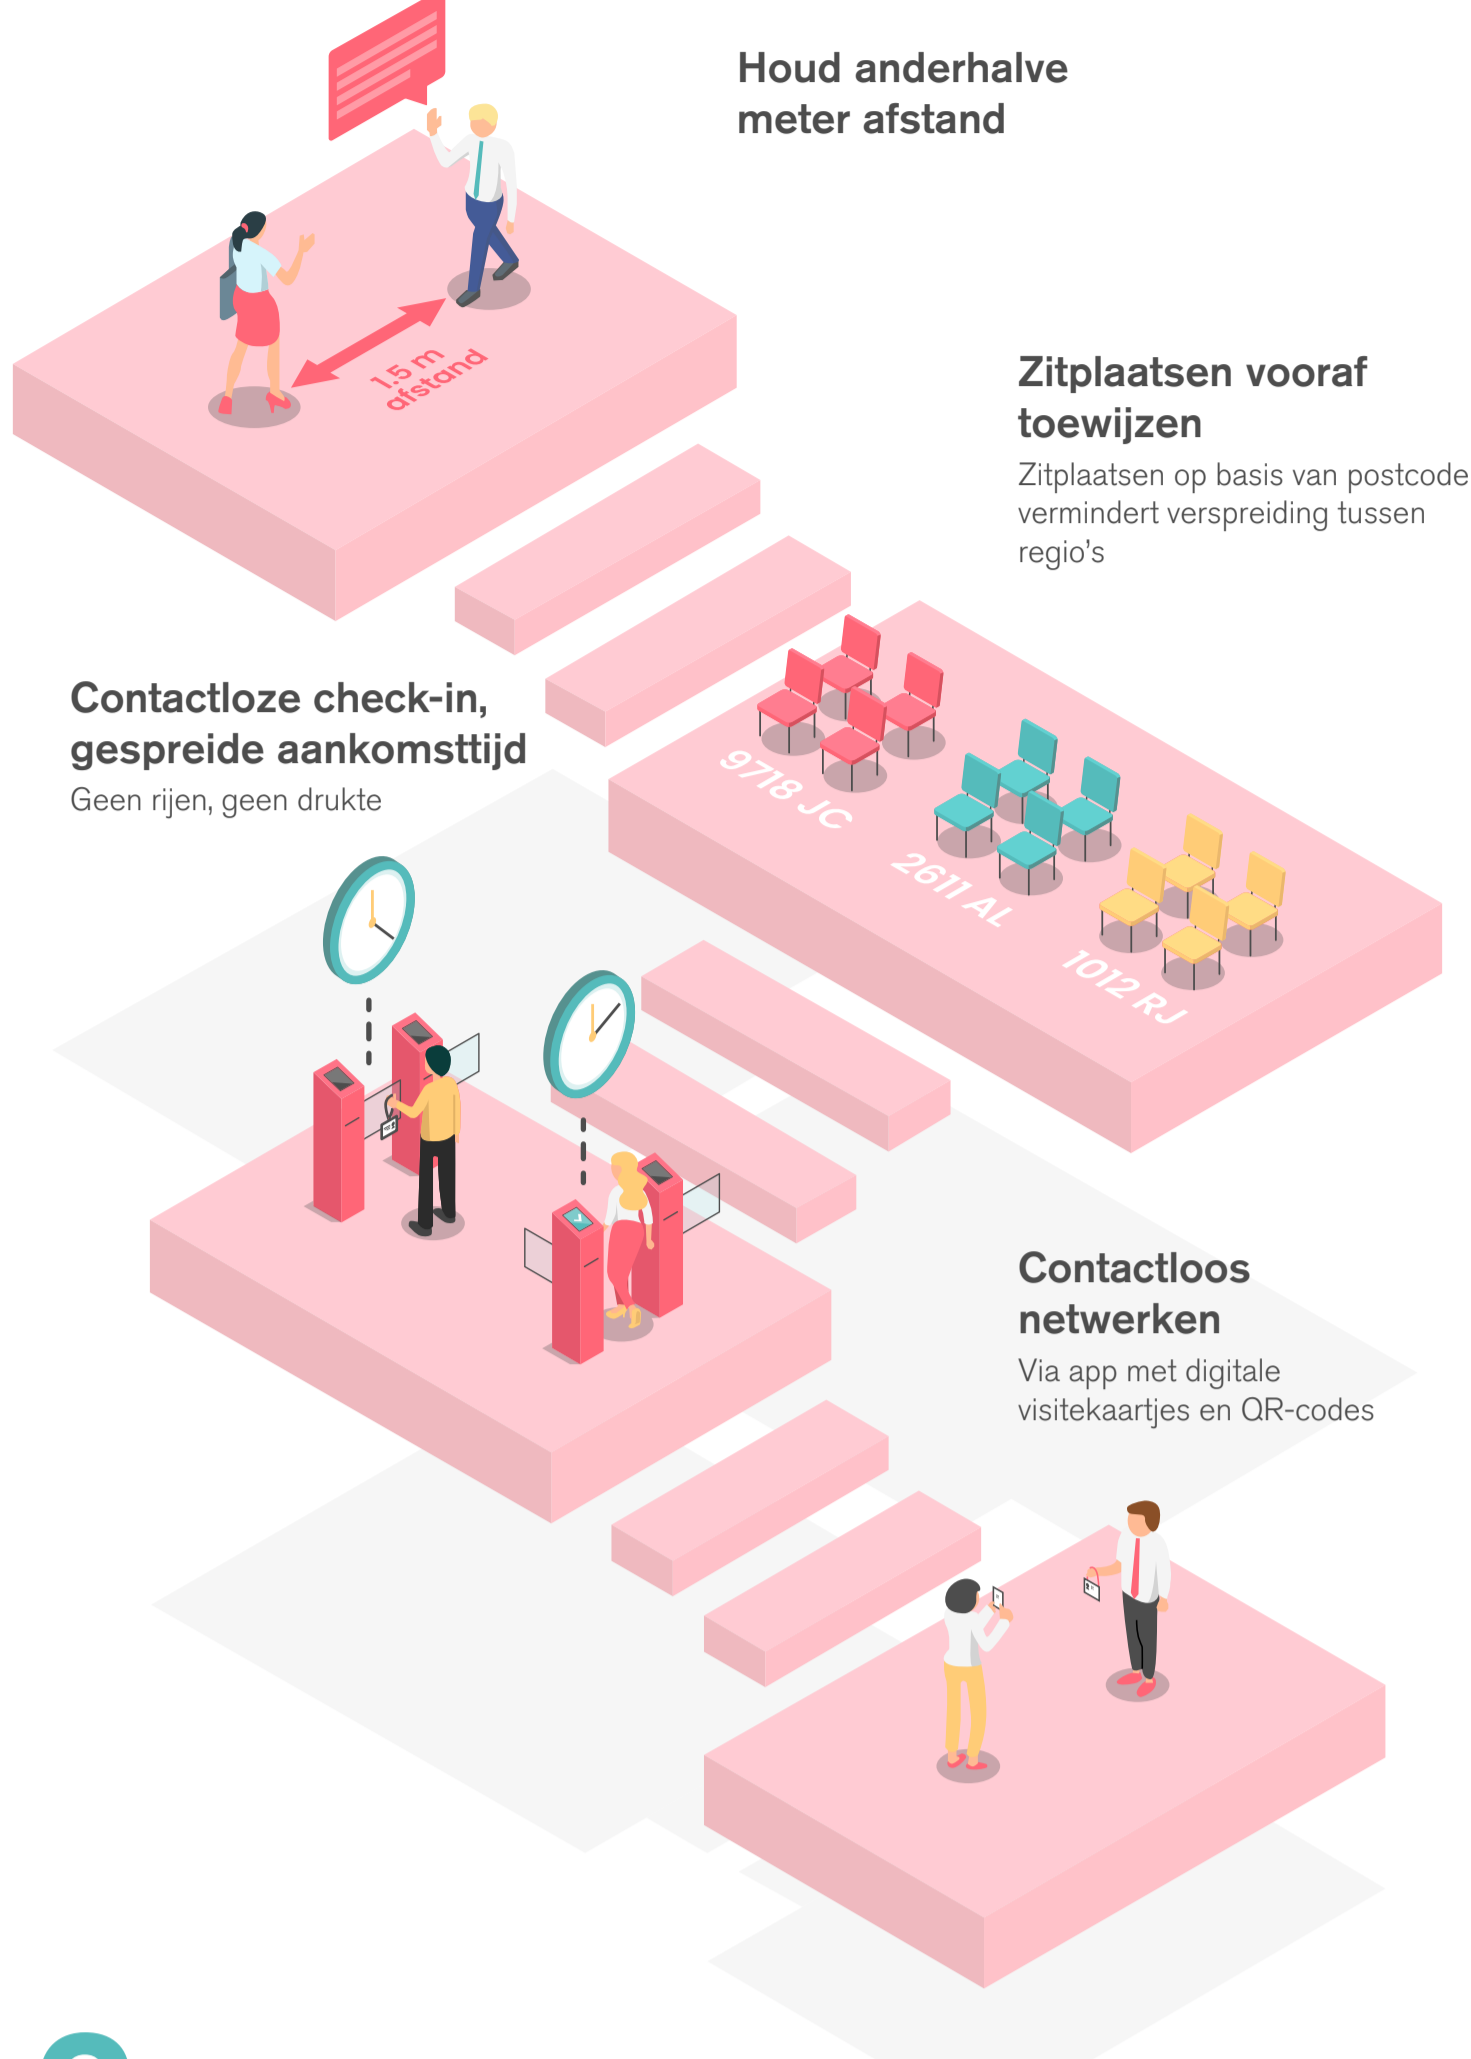 Houd anderhalve
meter afstand
1.5 m
afstand
Zitplaatsen vooraf
toewijzen
Zitplaatsen op basis van postcode
vermindert verspreiding tussen
regio's
9718 JC
2611 AL
1012 RJ
Contactloze check-in,
gespreide aankomsttijd
Geen rijen, geen drukte
Contactloos
netwerken
Via app met digitale
visitekaartjes en QR-codes